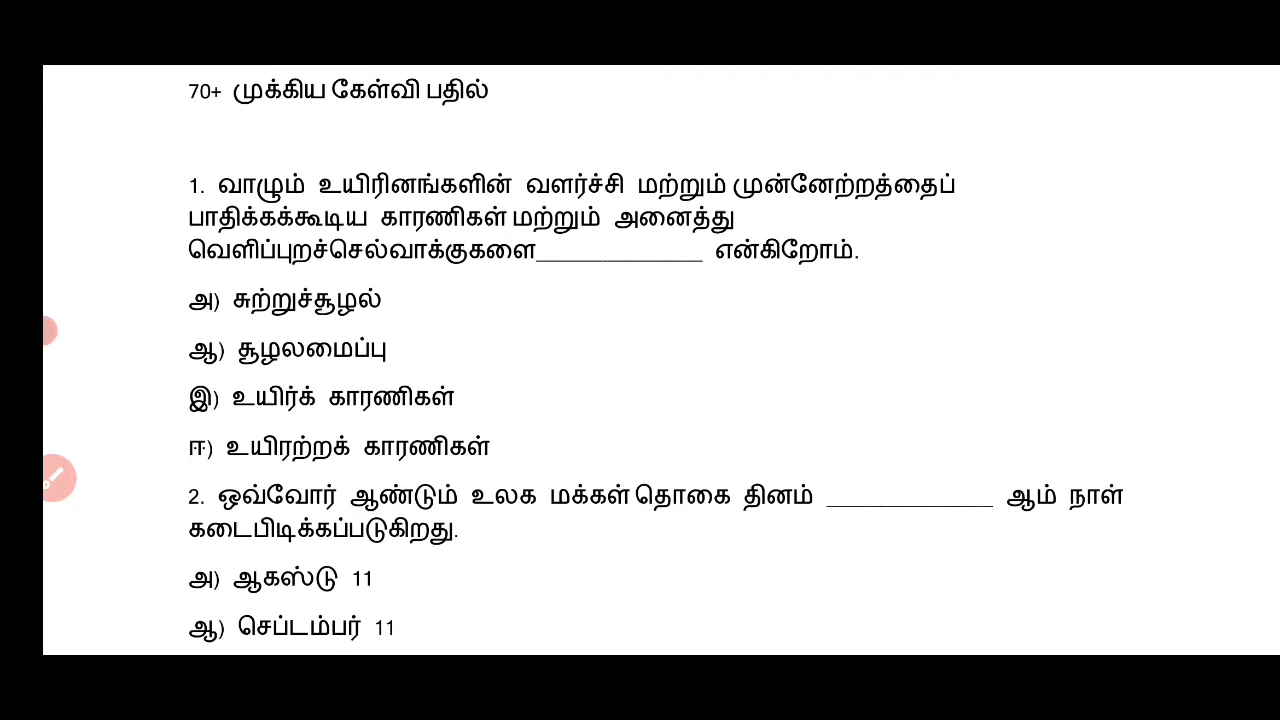 70+ முக்கிய கேள்வி பதில்
1. வாழும் உயிரினங்களின் வளர்ச்சி மற்றும் முன்னேற்றத்தைப்
பாதிக்கக்கூடிய காரணிகள் மற்றும் அனைத்து
வெளிப்புறச்செல்வாக்குகளை_______________ என்கிறோம்.
அ) சுற்றுச்சூழல்
ஆ) சூழலமைப்பு
இ) உயிர்க் காரணிகள்
ஈ) உயிரற்றக் காரணிகள்
2. ஒவ்வோர் ஆண்டும் உலக மக்கள் தொகை தினம் _______________ ஆம் நாள்
கடைபிடிக்கப்படுகிறது.
அ) ஆகஸ்டு 11
ஆ) செப்டம்பர் 11